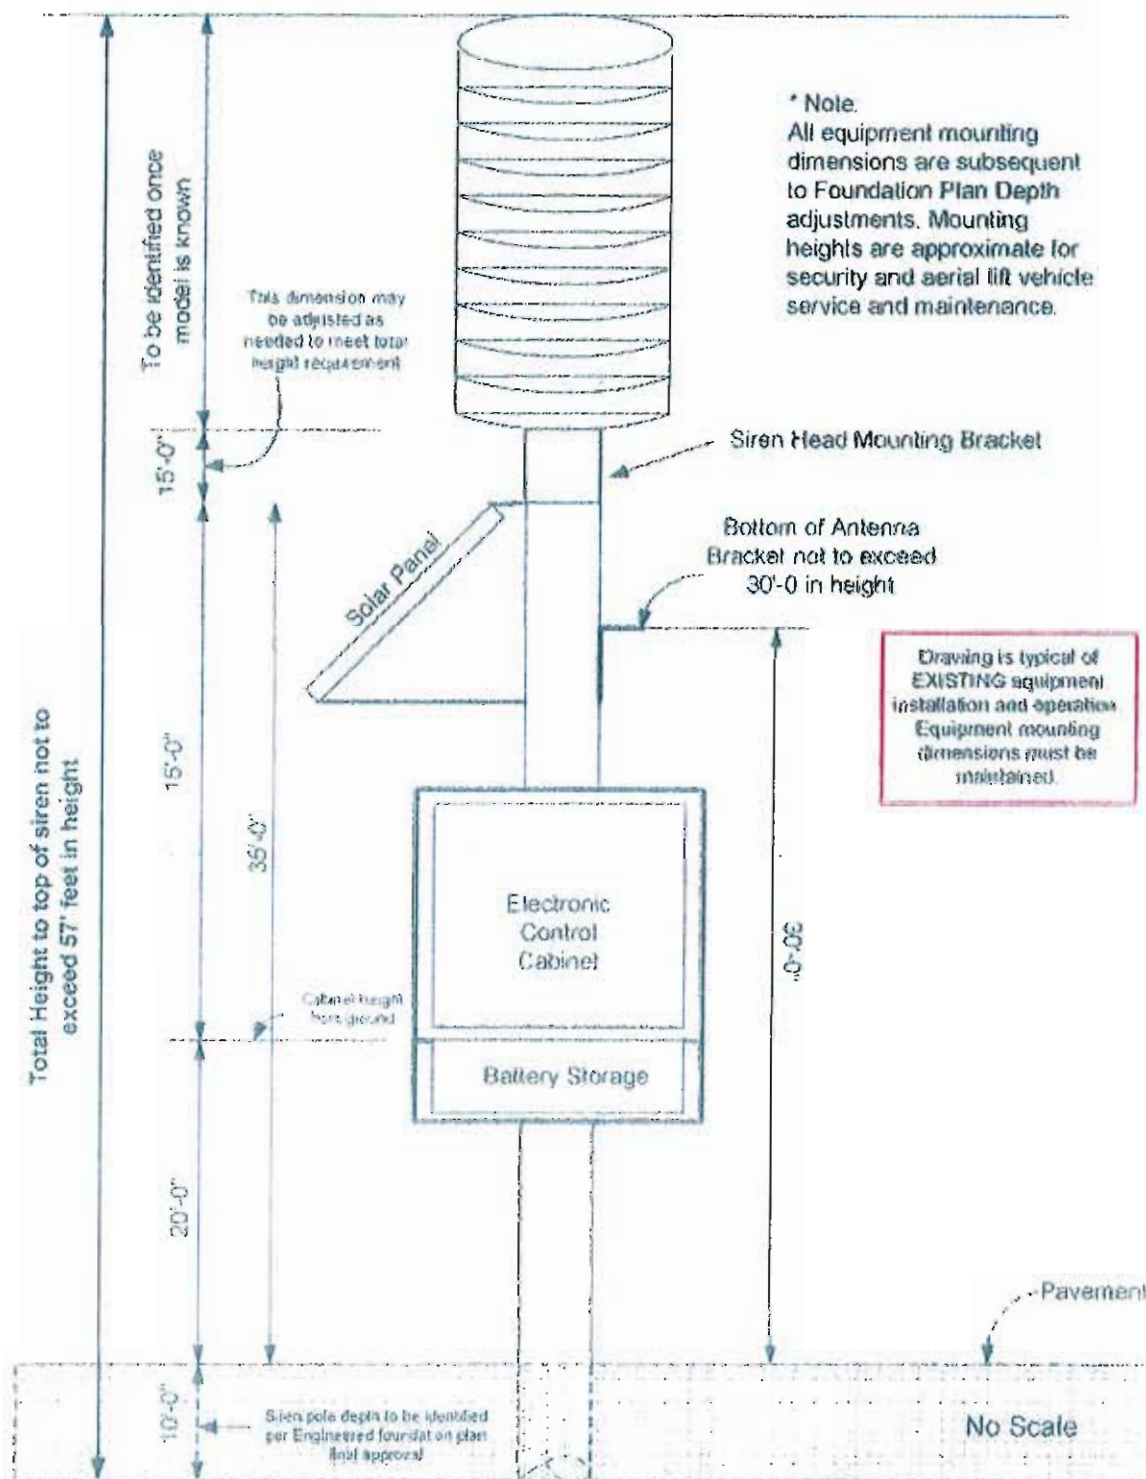 * Note.
All equipment mounting
dimensions are subsequent
to Foundation Plan Depth
adjustments. Mounting
heights are approximate for
security and aerial lift vehicle
service and maintenance.
To be identified once
model is known
This dimension may
be adjusted as
needed to meet total
height requirement
15'-0"
Siren Head Mounting Bracket
Solar Panel
Bottom of Antenna
Bracket not to exceed
30'-0 in height
Drawing is typical of
EXISTING equipment
installation and operation
Equipment mounting
dimensions must be
maintained.
Total Height to top of siren not to
exceed 57' feet in height
15'-0"
35'-0"
Electronic
Control
Cabinet
30'-0"
Cabinet height
from ground
Battery Storage
20'-0"
Pavement
10'-0"
Siren pole depth to be identified
per Engineered foundation plan
final approval
No Scale